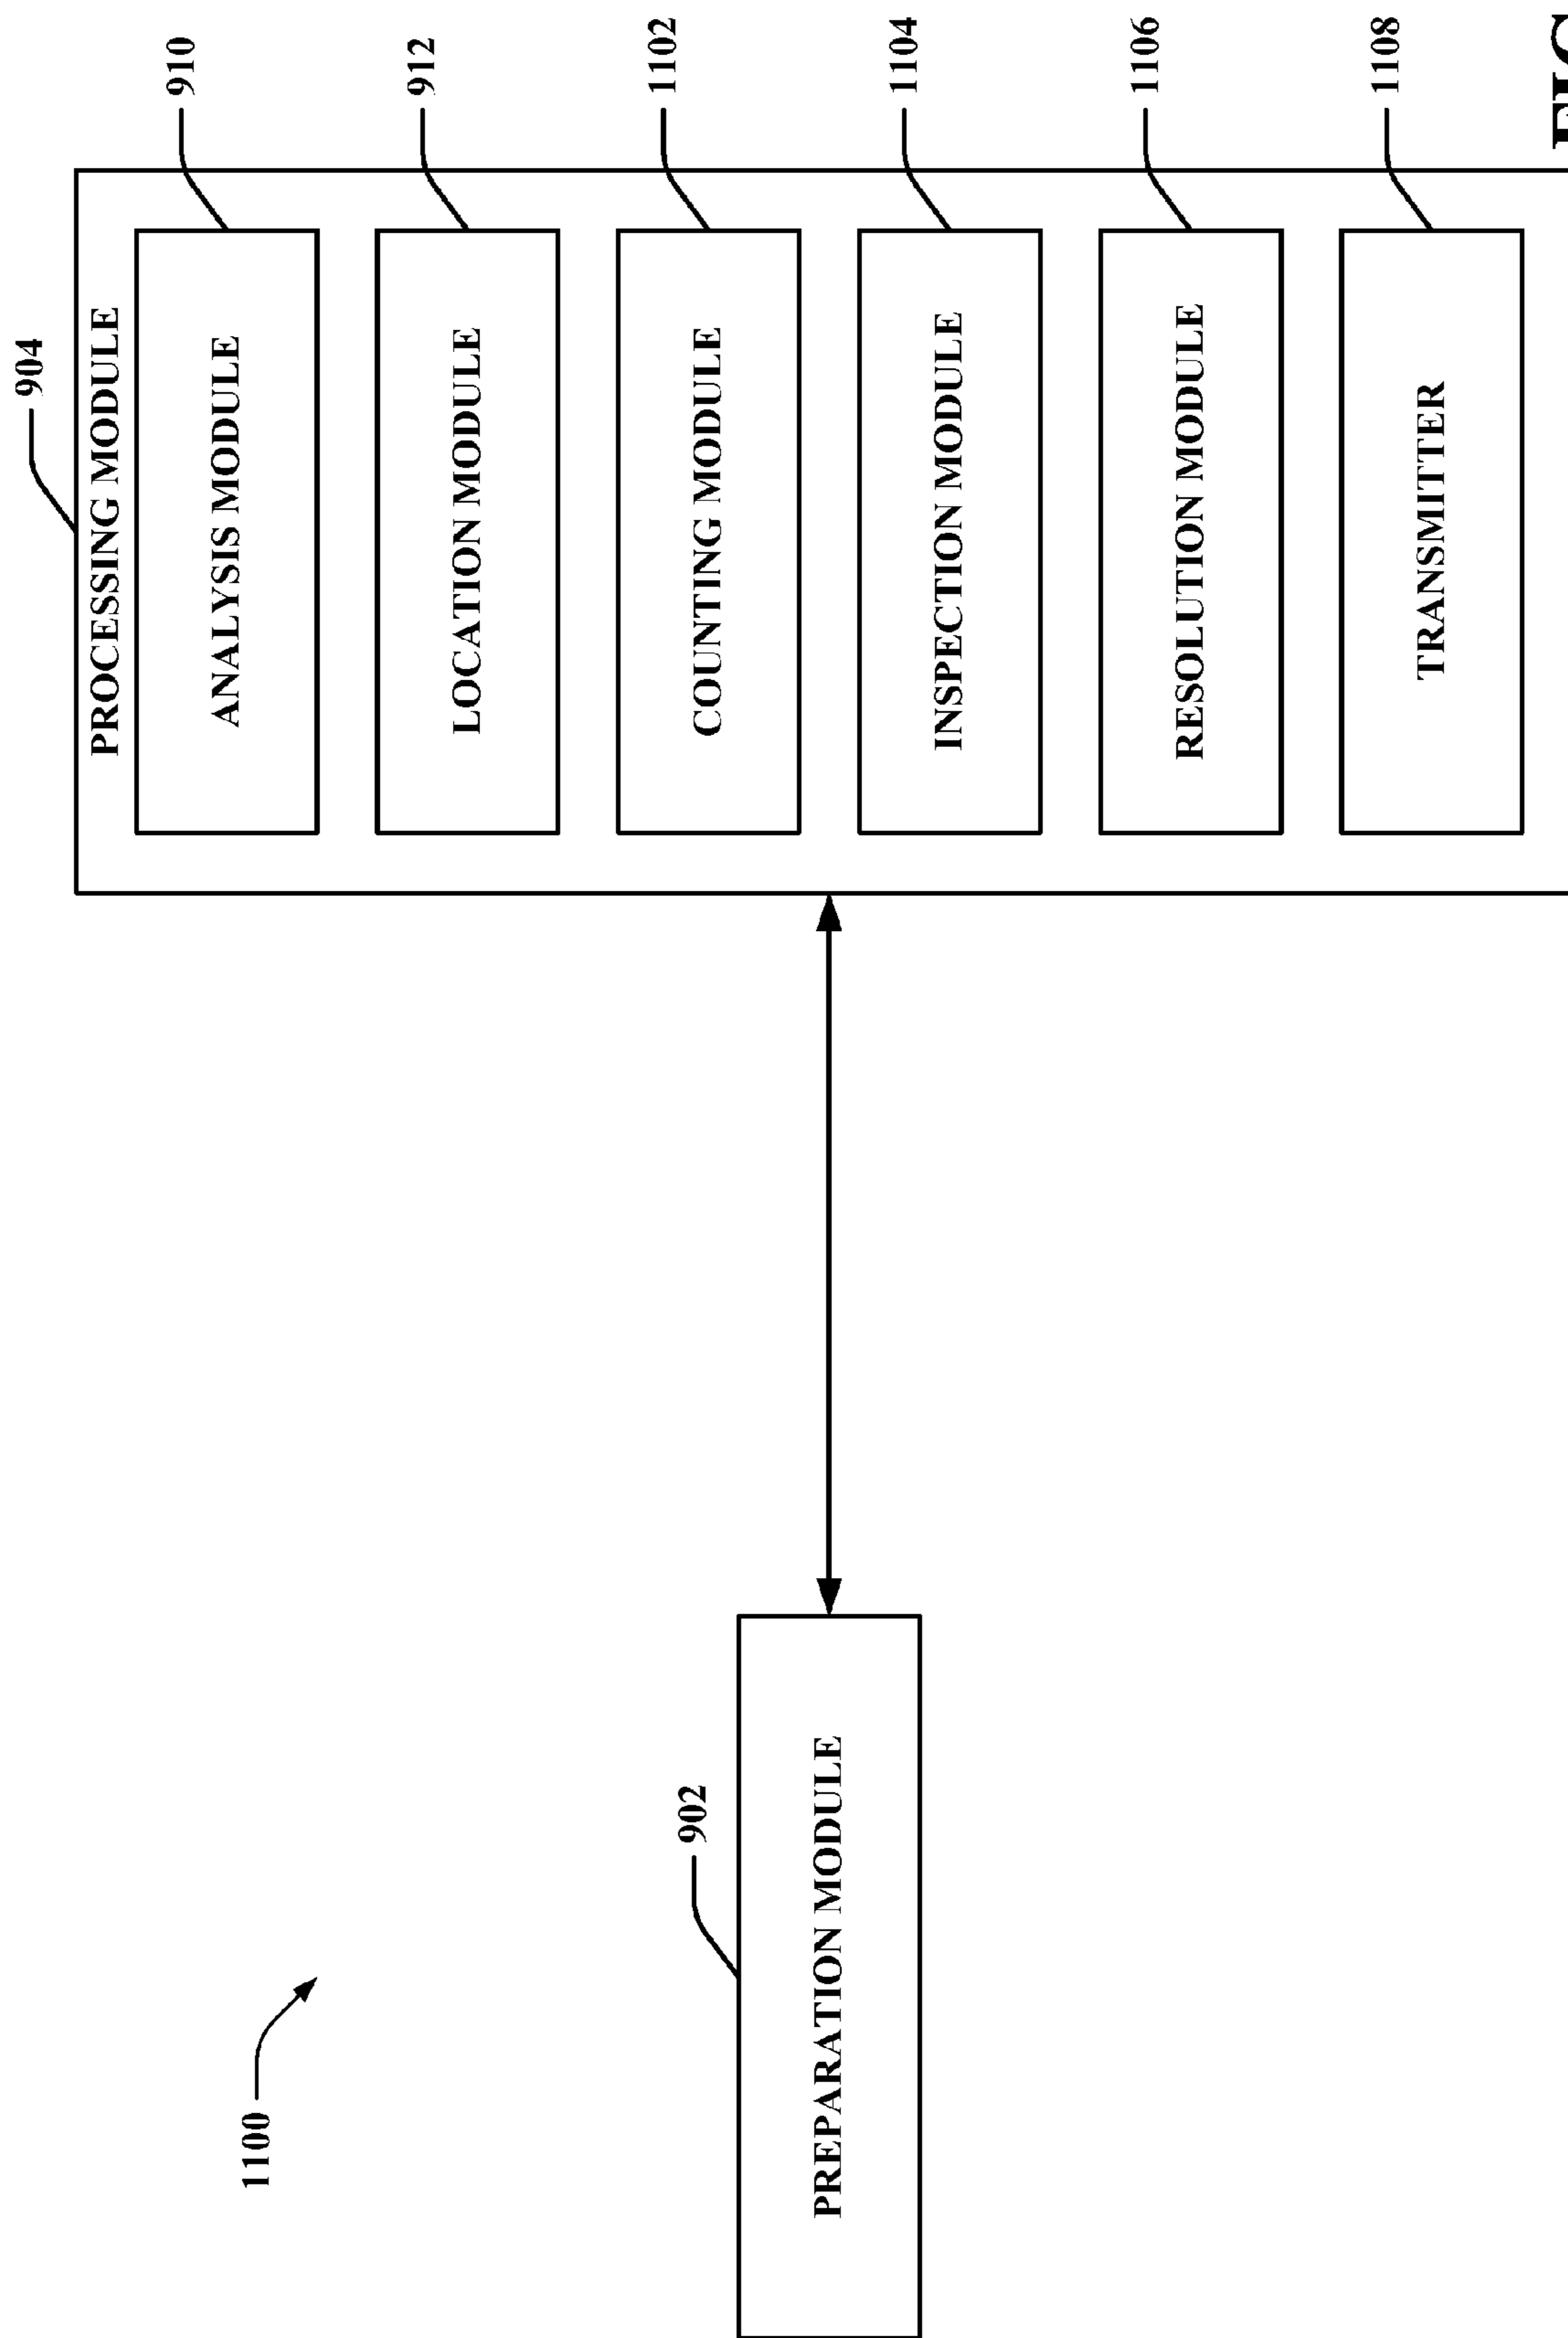 1100
902
PREPARATION MODULE
904
PROCESSING MODULE
ANALYSIS MODULE
910
LOCATION MODULE
912
COUNTING MODULE
1102
INSPECTION MODULE
1104
RESOLUTION MODULE
1106
TRANSMITTER
1108